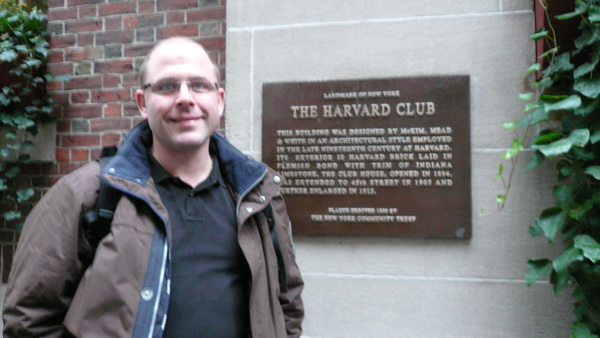 LANDMARK OF NEW YORK
THE HARVARD CLUB
THIS BUILDING WAS DESIGNED BY McKIM, MEAD
& WHITE IN AN ARCHITECTURAL STYLE EMPLOYED
IN THE LATE NINETEENTH CENTURY AT HARVARD.
ITS EXTERIOR IS HARVARD BRICK LAID IN
FLEMISH BOND WITH TRIM OF INDIANA
LIMESTONE. THE CLUB HOUSE, OPENED IN 1894,
WAS EXTENDED TO 45th STREET IN 1905 AND
FURTHER ENLARGED IN 1915.
PLAQUE ERECTED BY
THE NEW YORK COMMUNITY TRUST